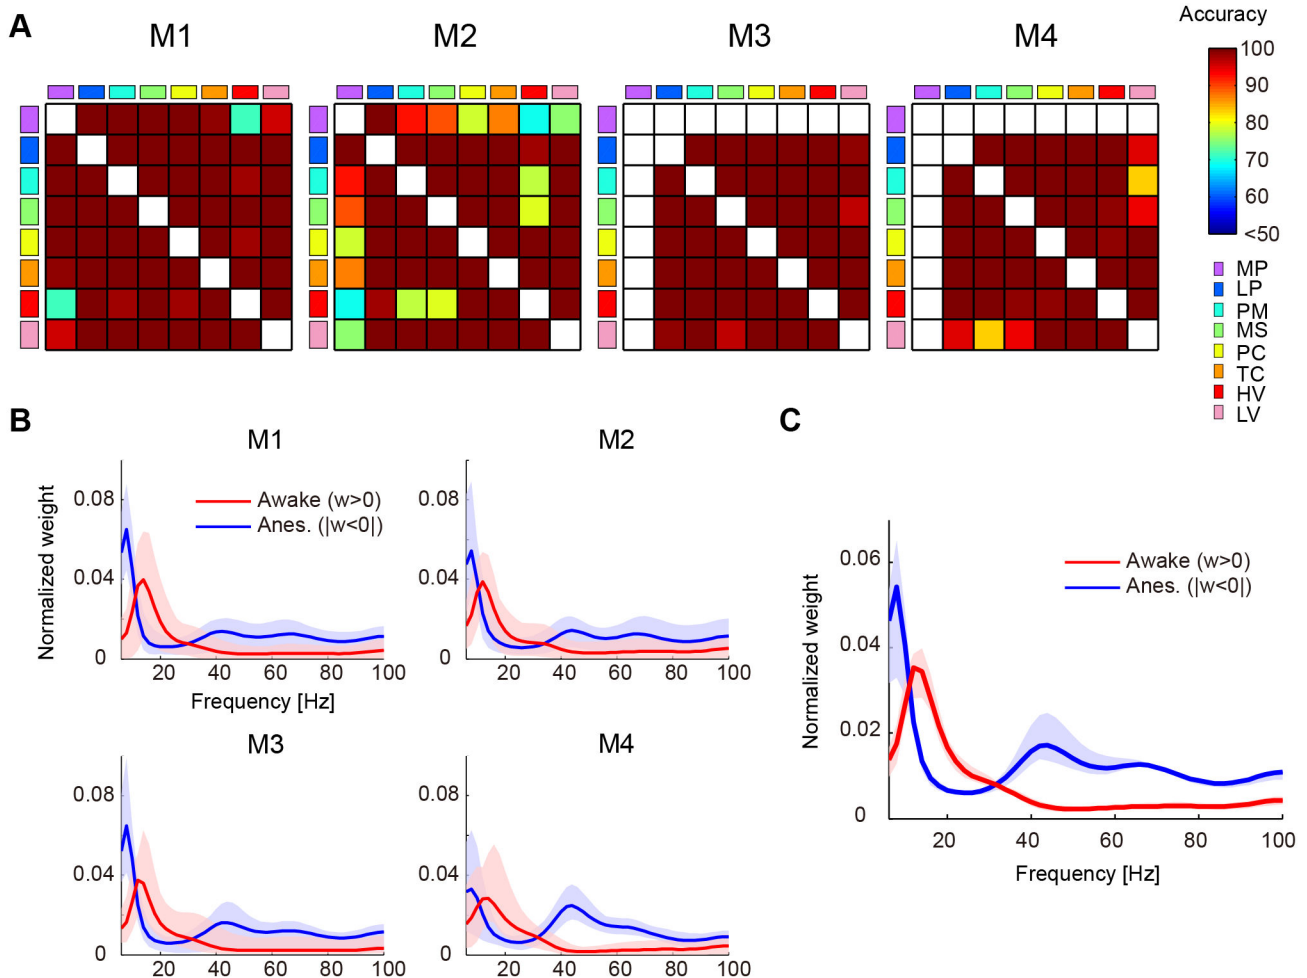 A
M1
M2
M3
M4
Accuracy
100
90
80
70
60
<50
MP
LP
PM
MS
PC
TC
HV
LV
B
M1
Normalized weight
0.08
0.04
0
Awake (w>0)
Anes. (|w<0|)
20
40
60
80
100
Frequency [Hz]
M2
0.08
0.04
0
20
40
60
80
100
M3
0.08
0.04
0
20
40
60
80
100
M4
0.08
0.04
0
20
40
60
80
100
C
Normalized weight
0.06
0.04
0.02
0
Awake (w>0)
Anes. (|w<0|)
20
40
60
80
100
Frequency [Hz]